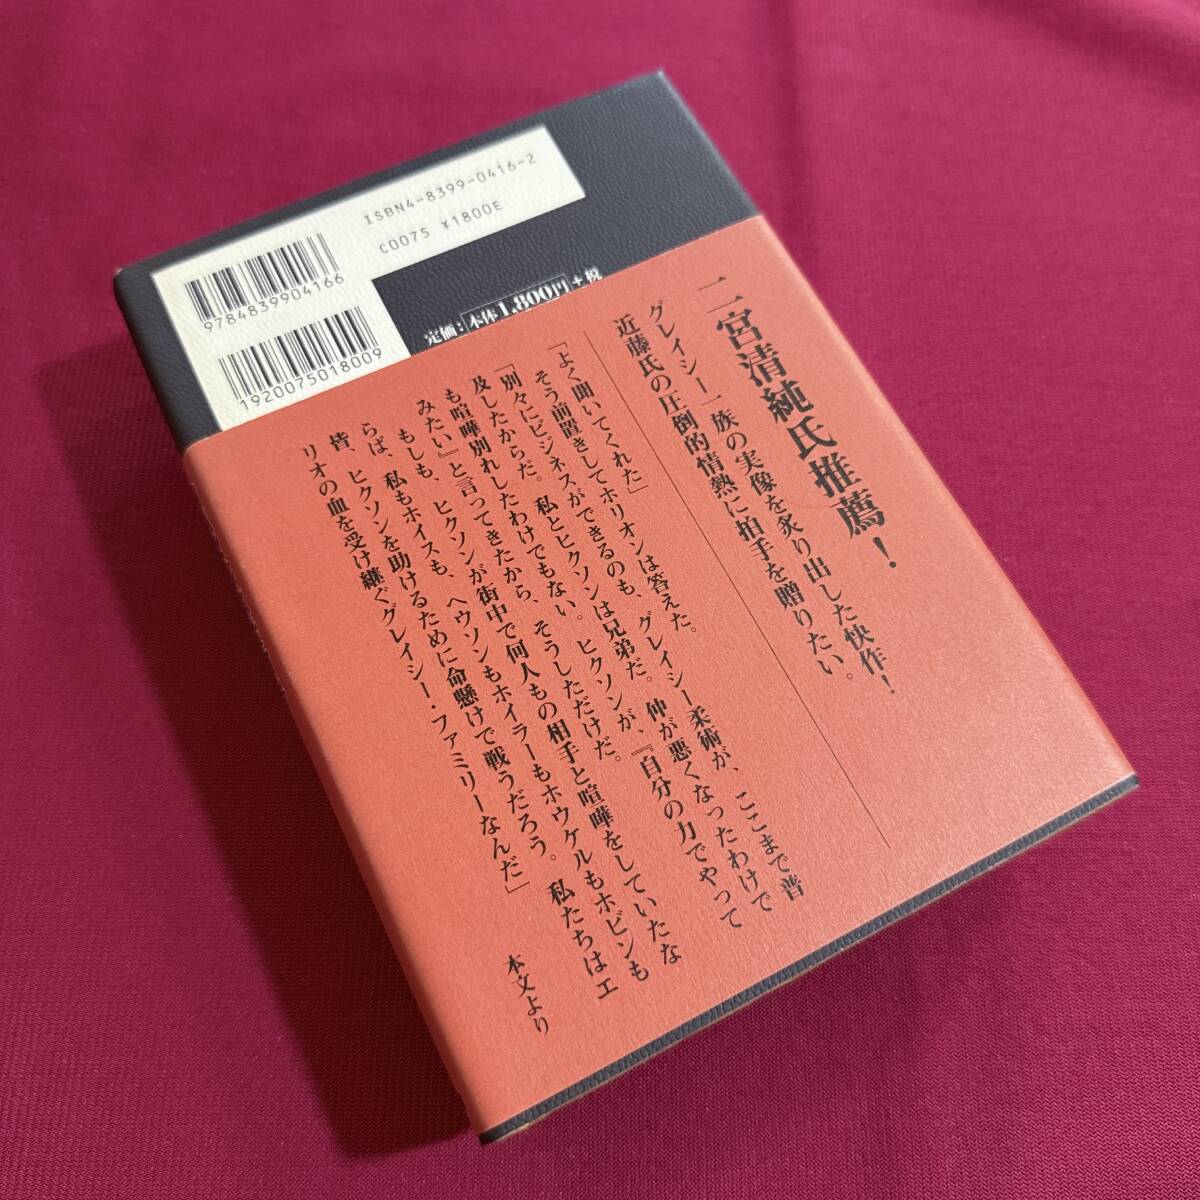 ISBN4-8399-0416-2
C0075 ¥1800E
9784839904166
1920075018009
定価:本体1,800円+税
二宮清純氏推薦!
グレイシー一族の実像を炙り出した快作!
近藤氏の圧倒的情熱に拍手を贈りたい。
「よく聞いてくれた」
そう前置きしてホリオンは答えた。
「別々にビジネスができるのも、グレイシー柔術が、ここまで普
及したからだ。私とヒクソンは兄弟だ。仲が悪くなったわけで
も喧嘩別れしたわけでもない。ヒクソンが、『自分の力でやって
みたい』と言ってきたから、そうしただけだ。
もしも、ヒクソンが街中で何人もの相手と喧嘩をしていたな
らば、私もホイスも、ヘウソンもホイラーもホウケルもホビンも
皆、ヒクソンを助けるために命懸けで戦うだろう。私たちはエ
リオの血を受け継ぐグレイシー・ファミリーなんだ」
本文より